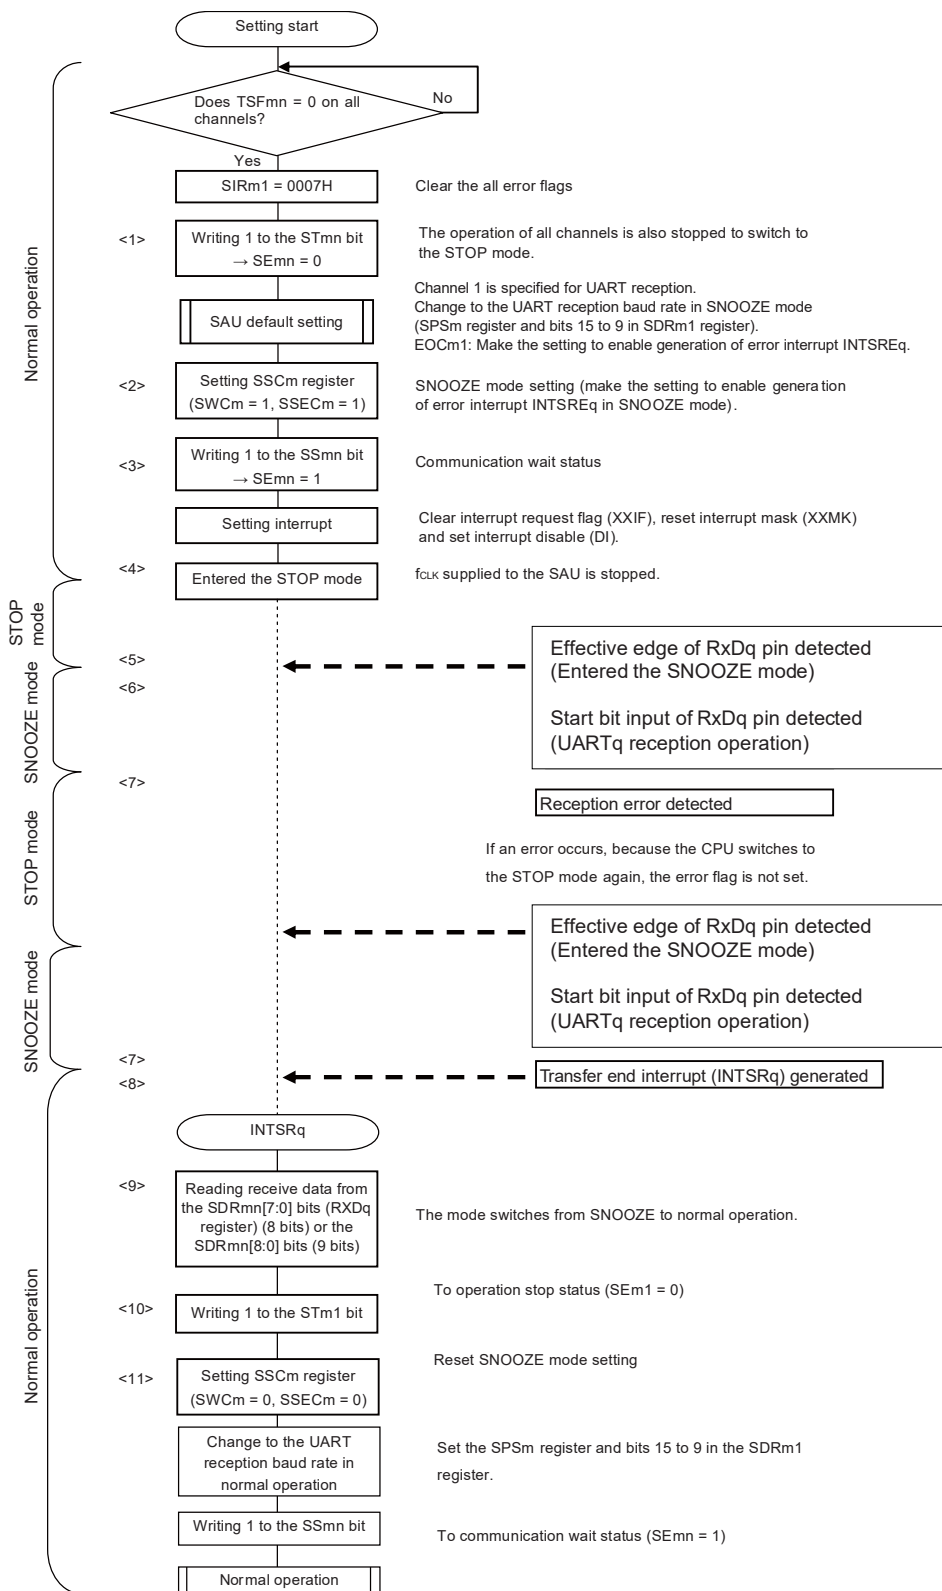 Setting start
Does TSFmn = 0 on all
channels?
No
Yes
SIRm1 = 0007H
Clear the all error flags
Normal operation
<1>
Writing 1 to the STmn bit
→ SEmn = 0
The operation of all channels is also stopped to switch to
the STOP mode.
SAU default setting
Channel 1 is specified for UART reception.
Change to the UART reception baud rate in SNOOZE mode
(SPSm register and bits 15 to 9 in SDRm1 register).
EOCm1: Make the setting to enable generation of error interrupt INTSREq.
<2>
Setting SSCm register
(SWCm = 1, SSECm = 1)
SNOOZE mode setting (make the setting to enable generation
of error interrupt INTSREq in SNOOZE mode).
<3>
Writing 1 to the SSmn bit
→ SEmn = 1
Communication wait status
Setting interrupt
Clear interrupt request flag (XXIF), reset interrupt mask (XXMK)
and set interrupt disable (DI).
<4>
Entered the STOP mode
fCLK supplied to the SAU is stopped.
STOP
mode
<5>
<6>
Effective edge of RxDq pin detected
(Entered the SNOOZE mode)
Start bit input of RxDq pin detected
(UARTq reception operation)
SNOOZE mode
<7>
Reception error detected
If an error occurs, because the CPU switches to
the STOP mode again, the error flag is not set.
STOP mode
Effective edge of RxDq pin detected
(Entered the SNOOZE mode)
Start bit input of RxDq pin detected
(UARTq reception operation)
SNOOZE mode
<7>
<8>
Transfer end interrupt (INTSRq) generated
INTSRq
Normal operation
<9>
Reading receive data from
the SDRmn[7:0] bits (RXDq
register) (8 bits) or the
SDRmn[8:0] bits (9 bits)
The mode switches from SNOOZE to normal operation.
<10>
Writing 1 to the STm1 bit
To operation stop status (SEm1 = 0)
<11>
Setting SSCm register
(SWCm = 0, SSECm = 0)
Reset SNOOZE mode setting
Change to the UART
reception baud rate in
normal operation
Set the SPSm register and bits 15 to 9 in the SDRm1
register.
Writing 1 to the SSmn bit
To communication wait status (SEmn = 1)
Normal operation